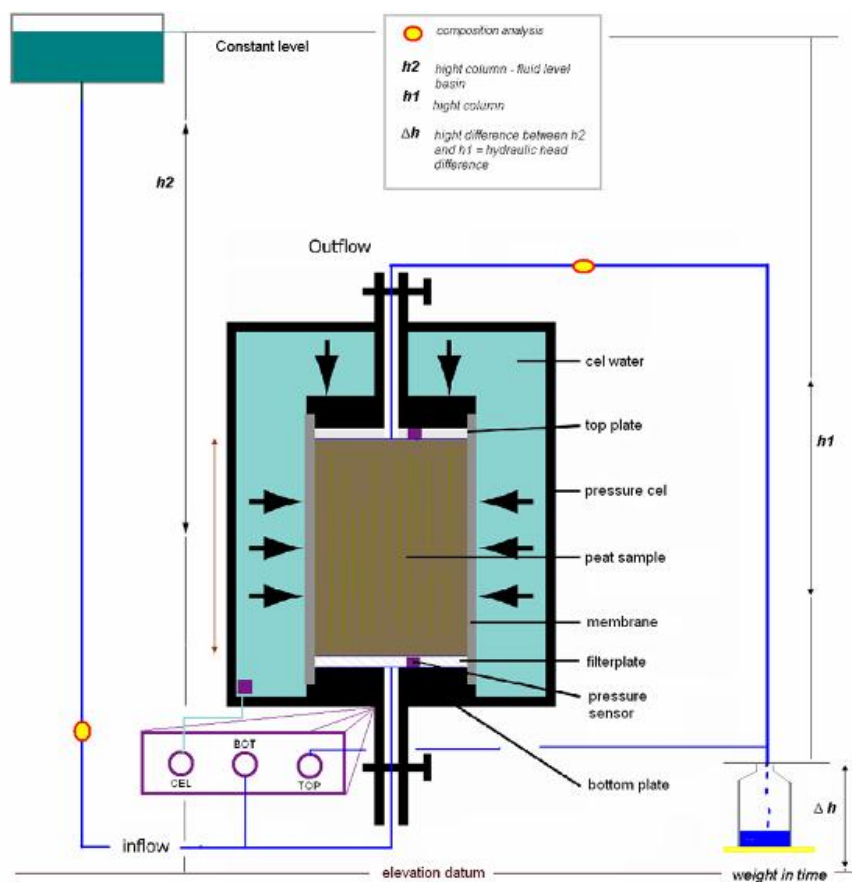 Constant level
composition analysis
h2 hight column - fluid level
basin
h1 hight column
Δh hight difference between h2
and h1 = hydraulic head
difference
h2
Outflow
cel water
top plate
h1
pressure cel
peat sample
membrane
filterplate
pressure
sensor
BOT
CEL
TOP
bottom plate
Δ h
inflow
elevation datum
weight in time